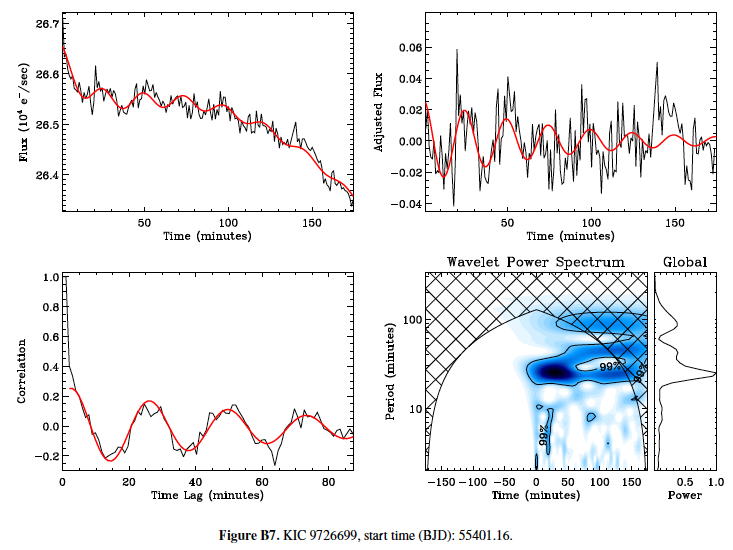 26.7
26.6
26.5
26.4
Flux (10⁴ e⁻/sec)
50 100 150
Time (minutes)
0.06
0.04
0.02
0.00
−0.02
−0.04
Adjusted Flux
50 100 150
Time (minutes)
1.0
0.8
0.6
0.4
0.2
0.0
−0.2
Correlation
0 20 40 60 80
Time Lag (minutes)
Wavelet Power Spectrum
Global
100
10
Period (minutes)
99%
99%
99%
−150 −100 −50 0 50 100 150
Time (minutes)
0.5 1.0
Power
Figure B7. KIC 9726699, start time (BJD): 55401.16.